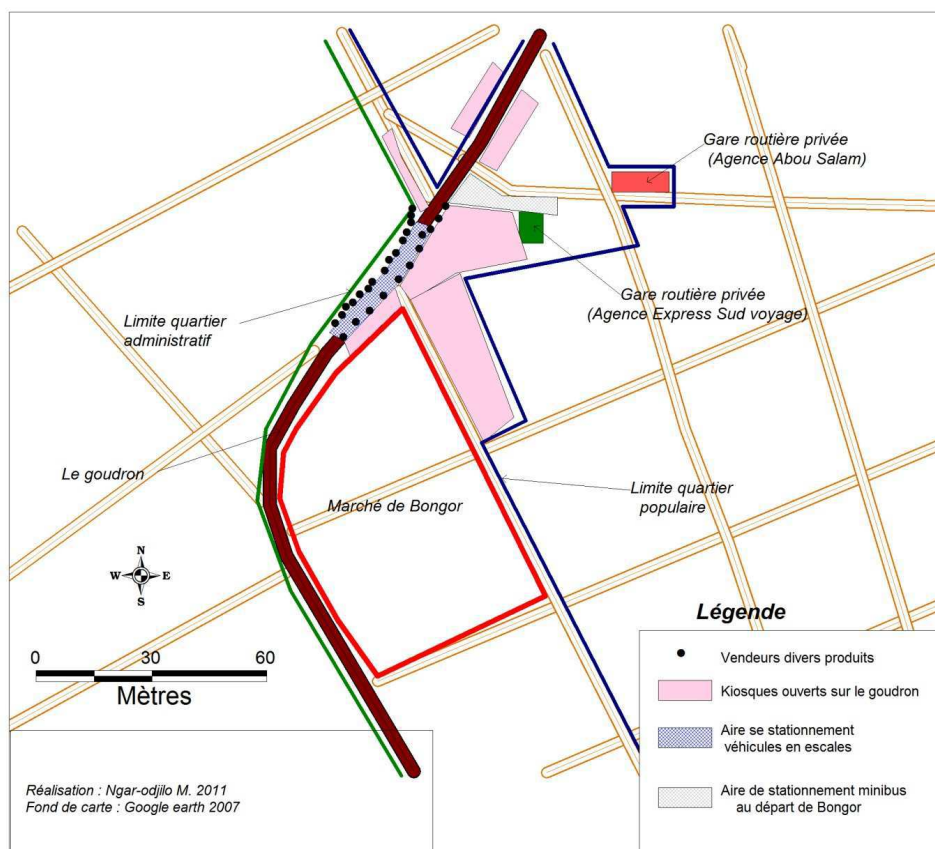 Gare routière privée
(Agence Abou Salam)
Gare routière privée
(Agence Express Sud voyage)
Limite quartier
administratif
Le goudron
Marché de Bongor
Limite quartier
populaire
N
W E
S
0 30 60
Mètres
Légende
Vendeurs divers produits
Kiosques ouverts sur le goudron
Aire se stationnement
véhicules en escales
Aire de stationnement minibus
au départ de Bongor
Réalisation : Ngar-odjilo M. 2011
Fond de carte : Google earth 2007